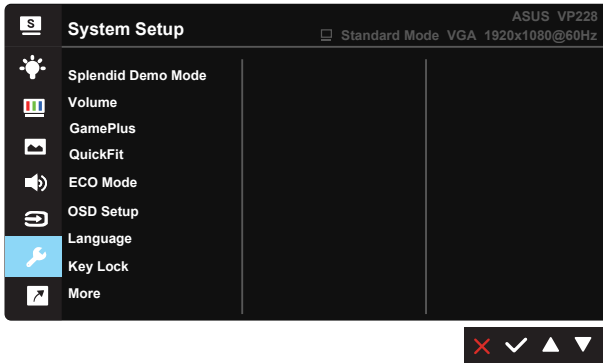 S
System Setup
ASUS VP228
Standard Mode VGA 1920x1080@60Hz
Splendid Demo Mode
Volume
GamePlus
QuickFit
ECO Mode
OSD Setup
Language
Key Lock
More